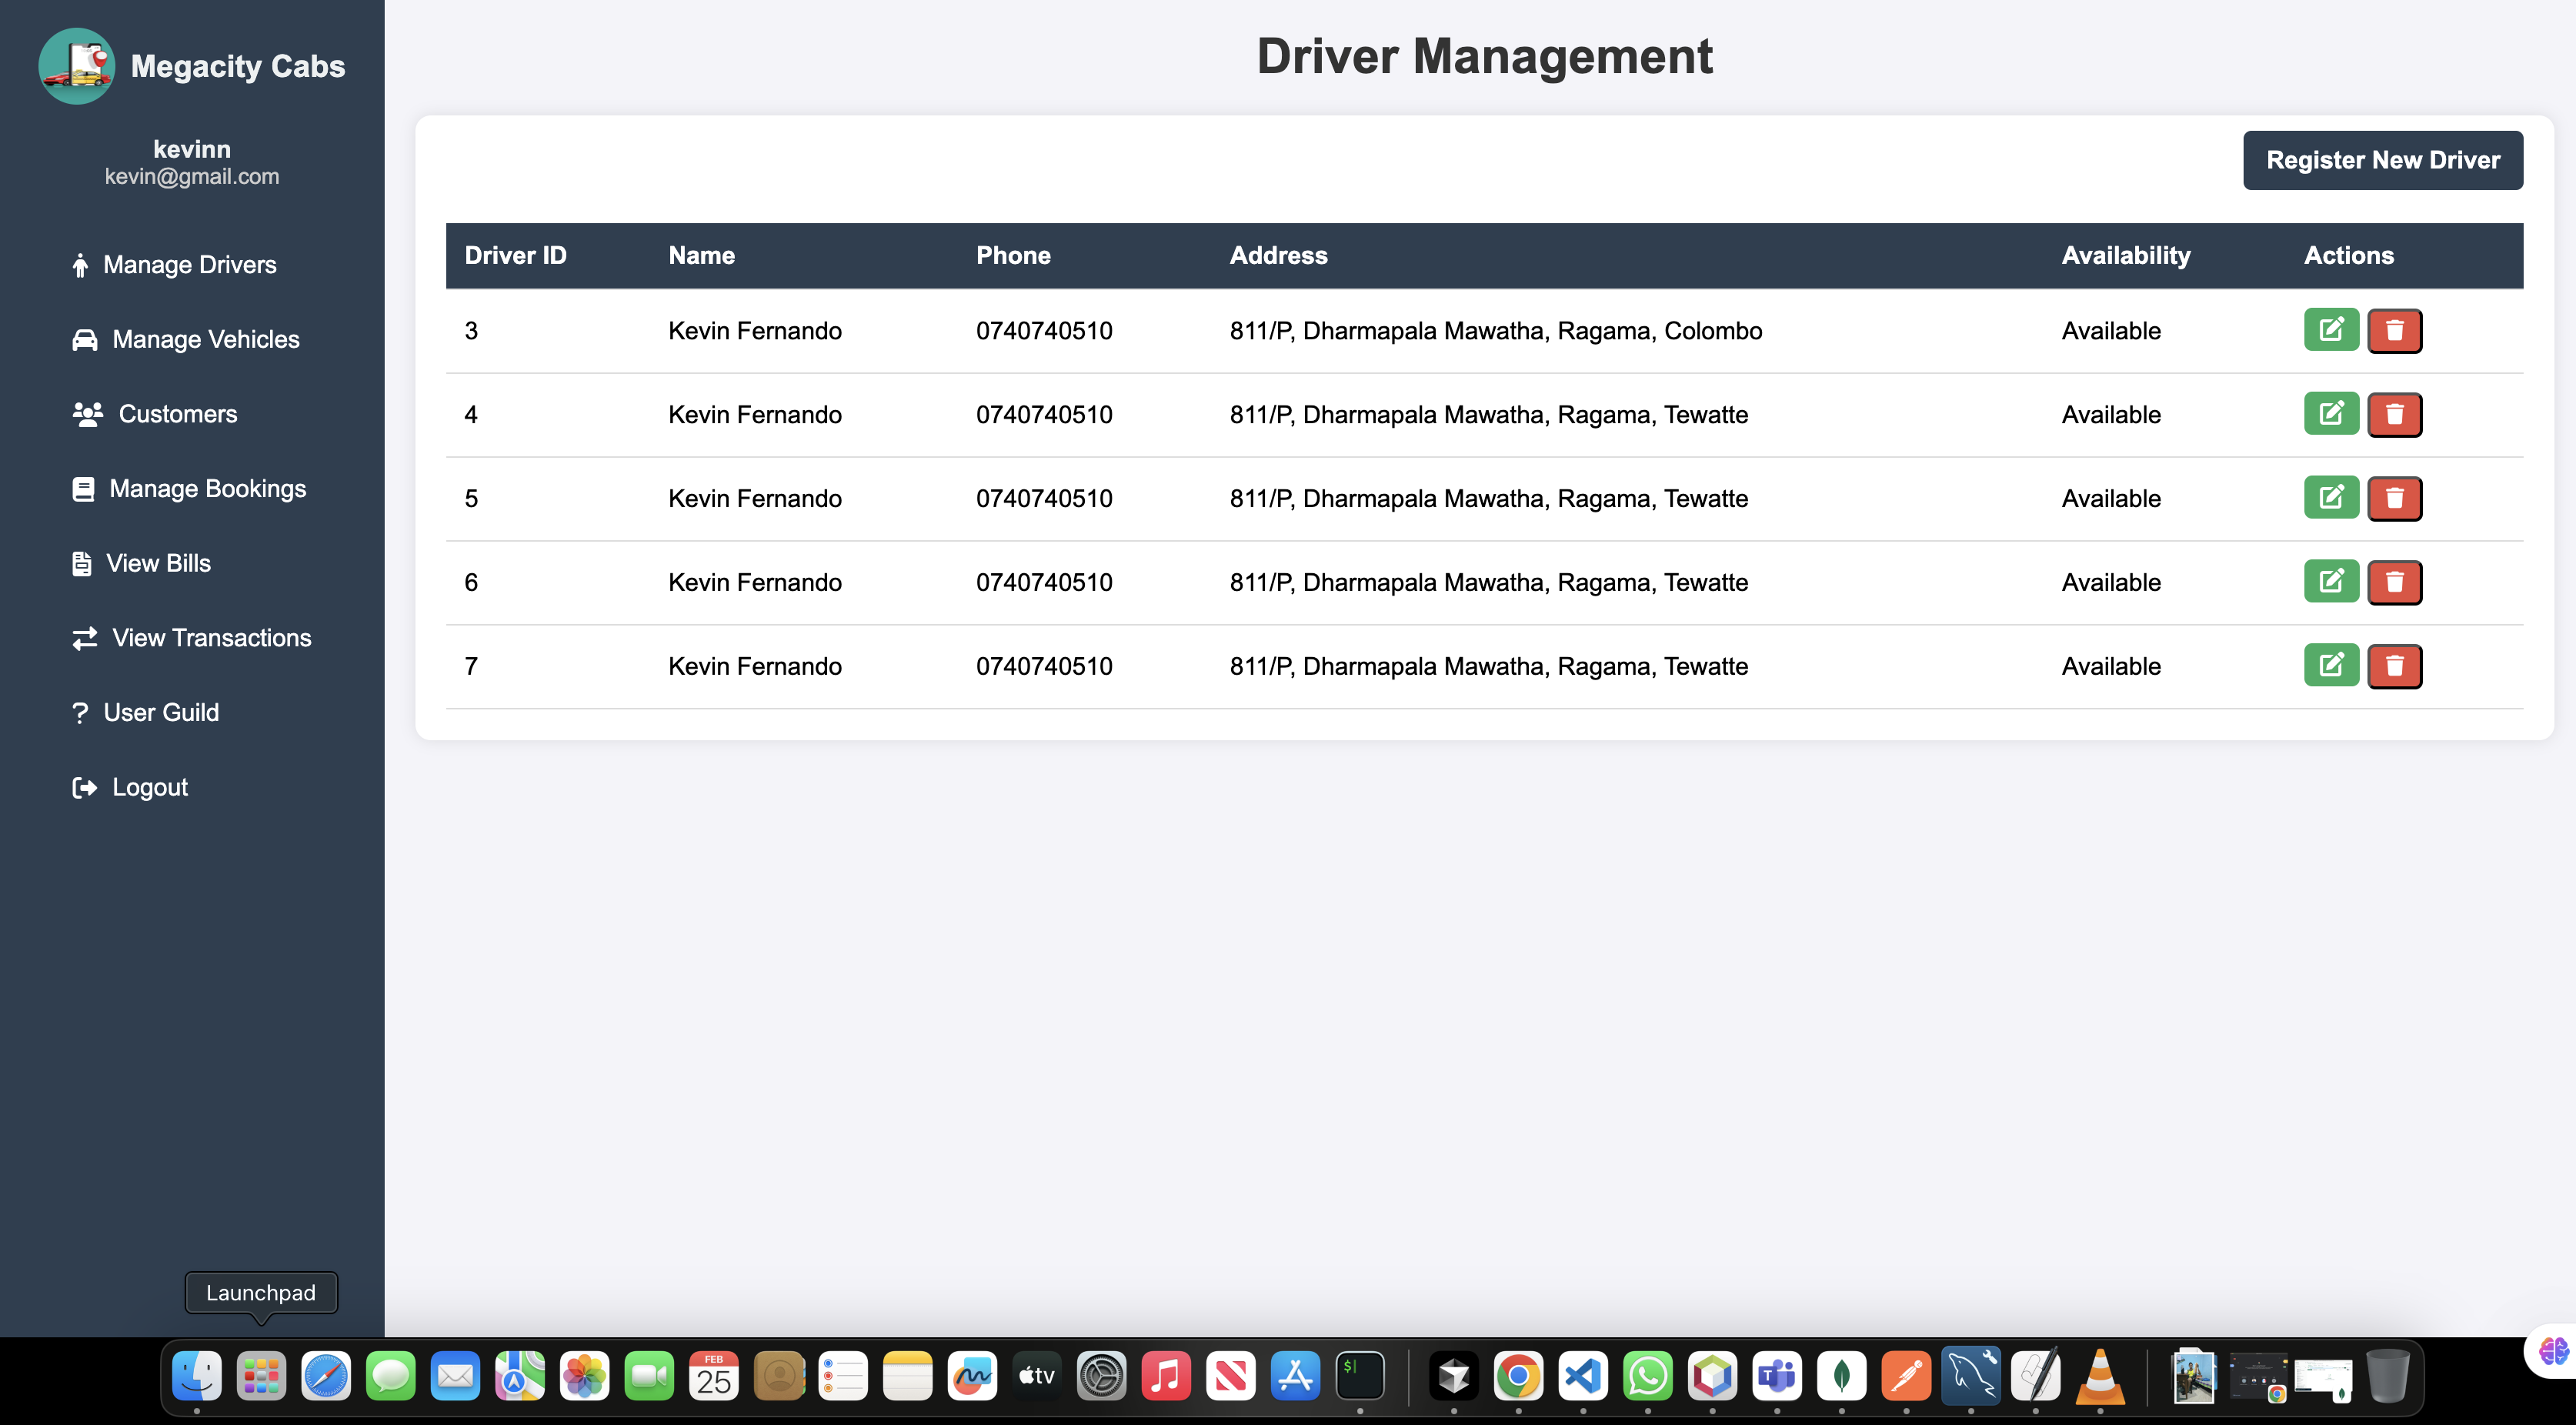 Megacity Cabs
kevinn
kevin@gmail.com
Manage Drivers
Manage Vehicles
Customers
Manage Bookings
View Bills
View Transactions
User Guild
Logout
Driver Management
Register New Driver
Driver ID Name Phone Address Availability Actions
3 Kevin Fernando 0740740510 811/P, Dharmapala Mawatha, Ragama, Colombo Available
4 Kevin Fernando 0740740510 811/P, Dharmapala Mawatha, Ragama, Tewatte Available
5 Kevin Fernando 0740740510 811/P, Dharmapala Mawatha, Ragama, Tewatte Available
6 Kevin Fernando 0740740510 811/P, Dharmapala Mawatha, Ragama, Tewatte Available
7 Kevin Fernando 0740740510 811/P, Dharmapala Mawatha, Ragama, Tewatte Available
Launchpad
FEB
25
tv
$